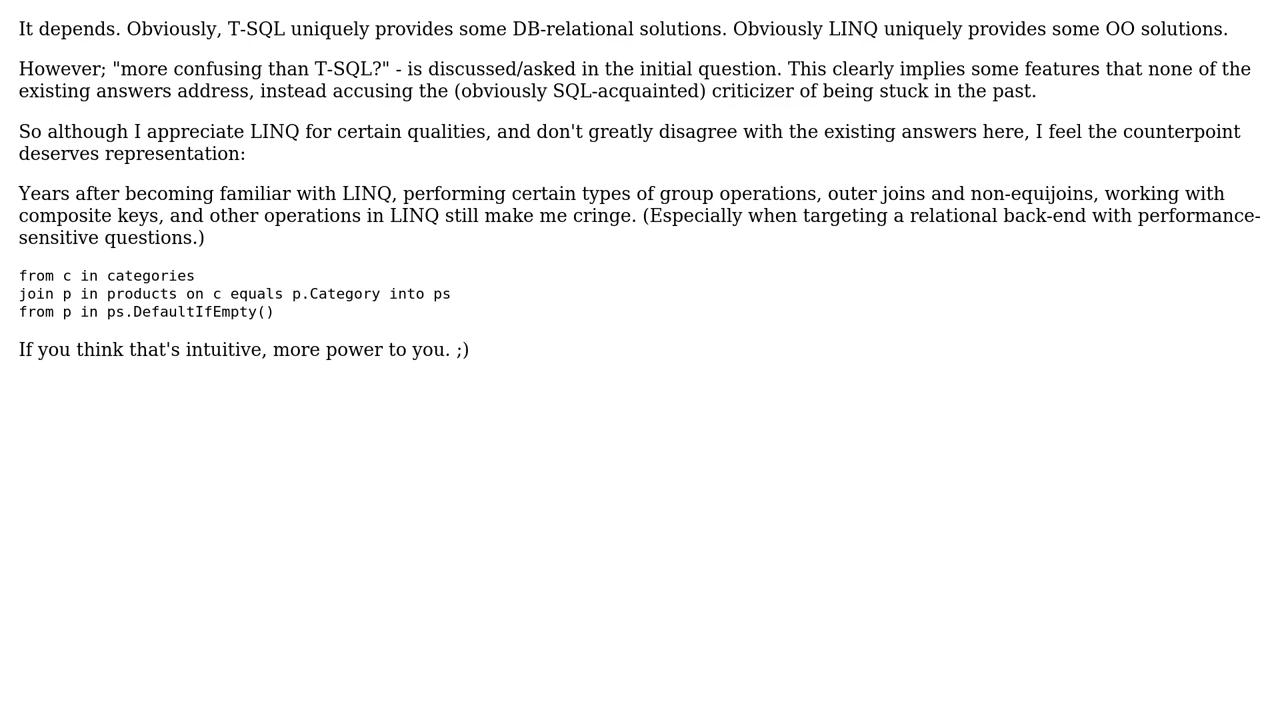 It depends. Obviously, T-SQL uniquely provides some DB-relational solutions. Obviously LINQ uniquely provides some OO solutions.
However; "more confusing than T-SQL?" - is discussed/asked in the initial question. This clearly implies some features that none of the
existing answers address, instead accusing the (obviously SQL-acquainted) criticizer of being stuck in the past.
So although I appreciate LINQ for certain qualities, and don't greatly disagree with the existing answers here, I feel the counterpoint
deserves representation:
Years after becoming familiar with LINQ, performing certain types of group operations, outer joins and non-equijoins, working with
composite keys, and other operations in LINQ still make me cringe. (Especially when targeting a relational back-end with performance-
sensitive questions.)
from c in categories
join p in products on c equals p.Category into ps
from p in ps.DefaultIfEmpty()
If you think that's intuitive, more power to you. ;)